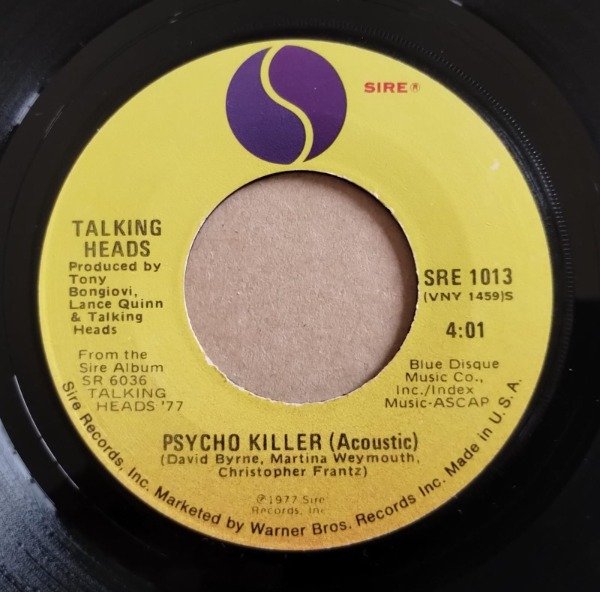 SIRE®
TALKING
HEADS
Produced by
Tony
Bongiovi,
Lance Quinn
& Talking
Heads
From the
Sire Album
SR 6036
TALKING
HEADS '77
SRE 1013
(VNY 1459)S
4:01
Blue Disque
Music Co.,
Inc./Index
Music-ASCAP
PSYCHO KILLER (Acoustic)
(David Byrne, Martina Weymouth,
Christopher Frantz)
℗1977 Sire
Records, Inc
Sire Records, Inc. Marketed by Warner Bros. Records Inc. Made in U.S.A.